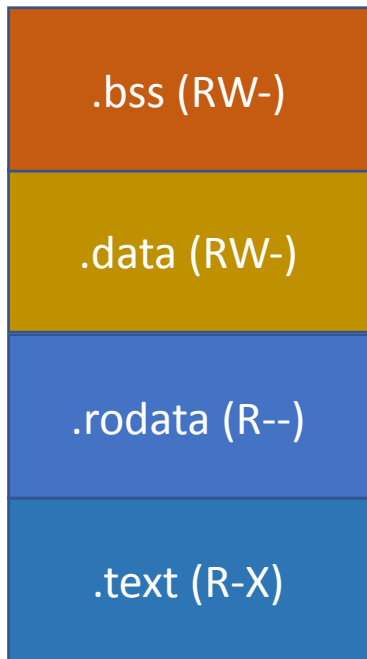 .bss (RW-)
.data (RW-)
.rodata (R--)
.text (R-X)